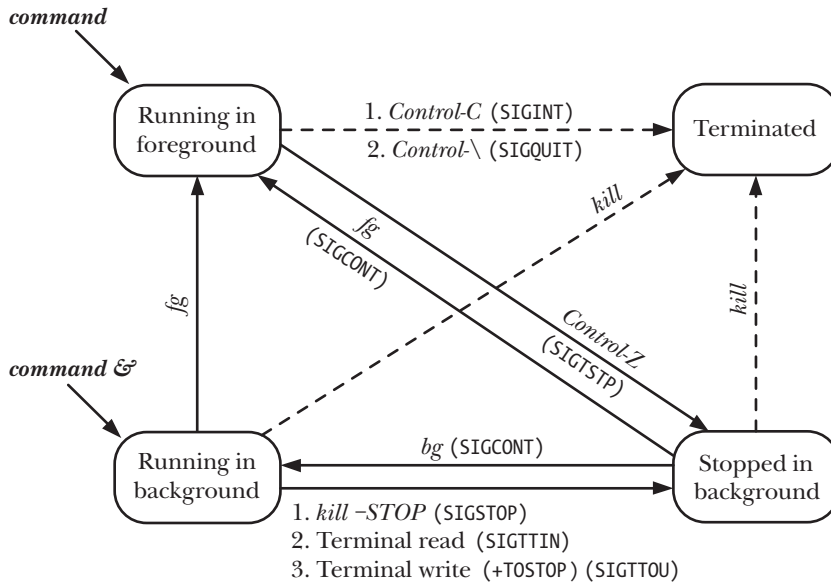 command
Running in
foreground
1. Control-C (SIGINT)
2. Control-\ (SIGQUIT)
Terminated
kill
fg
(SIGCONT)
fg
kill
Control-Z
(SIGTSTP)
command &
Running in
background
bg (SIGCONT)
Stopped in
background
1. kill –STOP (SIGSTOP)
2. Terminal read (SIGTTIN)
3. Terminal write (+TOSTOP) (SIGTTOU)